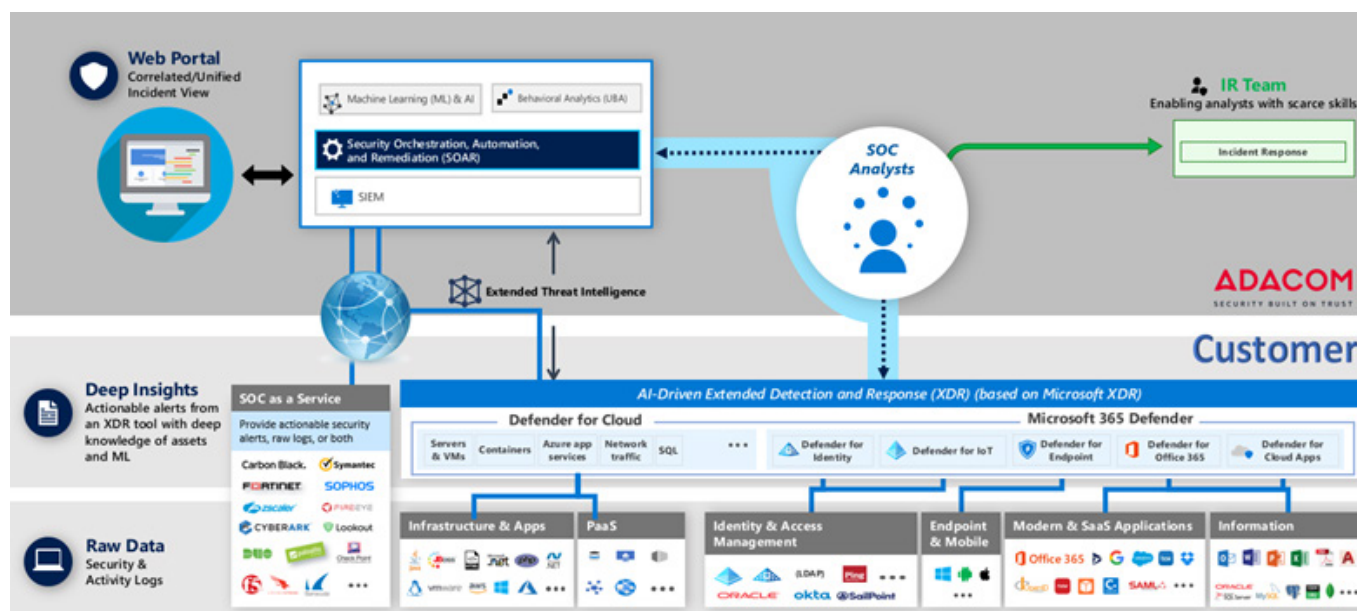 Web Portal
Correlated/Unified
Incident View
Machine Learning (ML) & AI
Behavioral Analytics (UBA)
Security Orchestration, Automation,
and Remediation (SOAR)
SIEM
SOC
Analysts
IR Team
Enabling analysts with scarce skills
Incident Response
Extended Threat Intelligence
ADACOM
SECURITY BUILT ON TRUST
Customer
Deep Insights
Actionable alerts from
an XDR tool with deep
knowledge of assets
and ML
SOC as a Service
Provide actionable security
alerts, raw logs, or both
Carbon Black.
Symantec
FORTINET
SOPHOS
zscaler
FIREEYE
CYBERARK
Lookout
DUO
Check Point
•••
AI-Driven Extended Detection and Response (XDR) (based on Microsoft XDR)
Defender for Cloud
Servers
& VMs
Containers
Azure app
services
Network
traffic
SQL
•••
Microsoft 365 Defender
Defender for
Identity
Defender for IoT
Defender for
Endpoint
Defender for
Office 365
Defender for
Cloud Apps
Raw Data
Security &
Activity Logs
Infrastructure & Apps
.net
php
.NET
vmware
aws
•••
PaaS
•••
Identity & Access
Management
(LDAP)
Ping
•••
ORACLE
okta
SailPoint
Endpoint
& Mobile
•••
Modern & SaaS Applications
Office 365
SAML
•••
Information
ORACLE
SQL Server
MySQL
•••